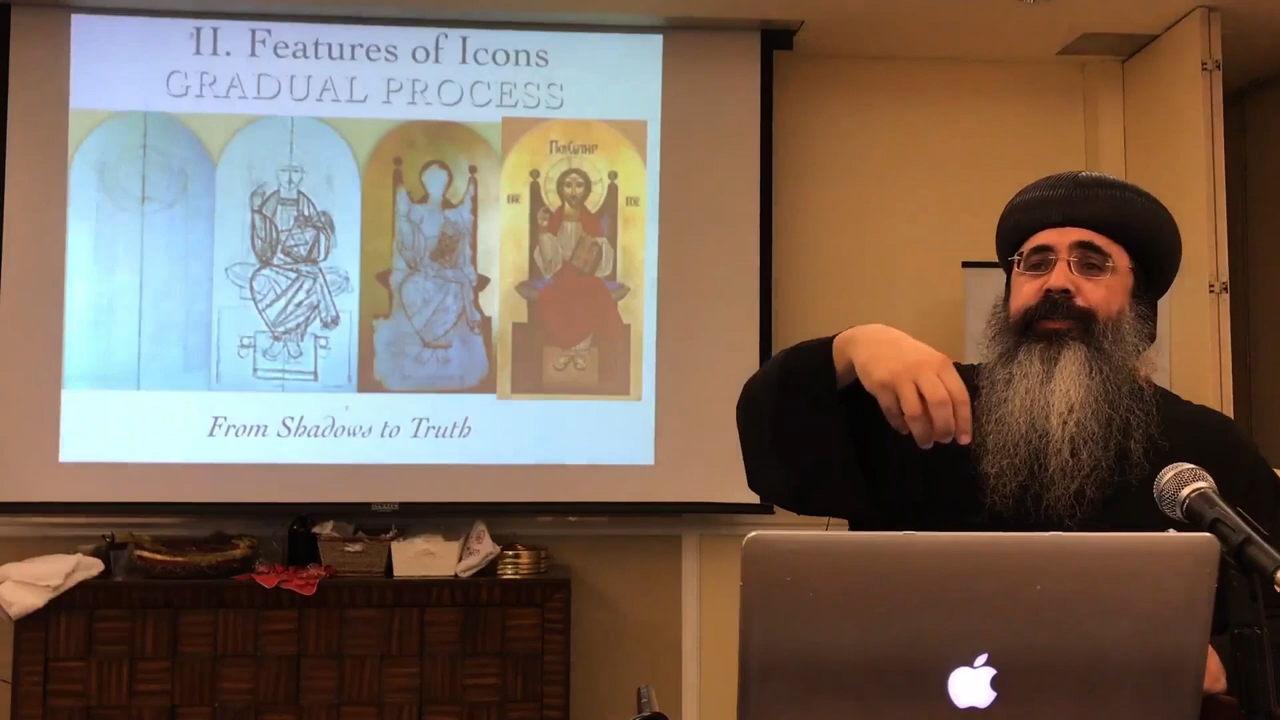 II. Features of Icons
GRADUAL PROCESS
From Shadows to Truth